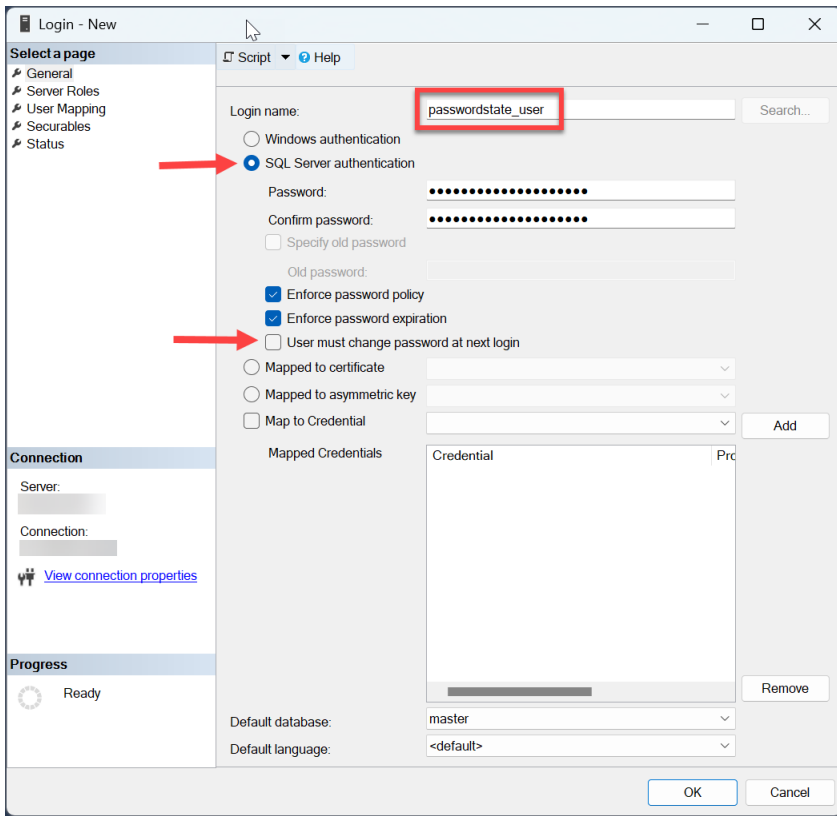 Login - New
Select a page
General
Server Roles
User Mapping
Securables
Status
Script Help
Login name: passwordstate_user Search...
Windows authentication
SQL Server authentication
Password: ●●●●●●●●●●●●●●●●●●●●
Confirm password: ●●●●●●●●●●●●●●●●●●●●
Specify old password
Old password:
Enforce password policy
Enforce password expiration
User must change password at next login
Mapped to certificate
Mapped to asymmetric key
Map to Credential Add
Mapped Credentials Credential Pro
Connection
Server:
Connection:
View connection properties
Progress
Ready
Remove
Default database: master
Default language: <default>
OK Cancel